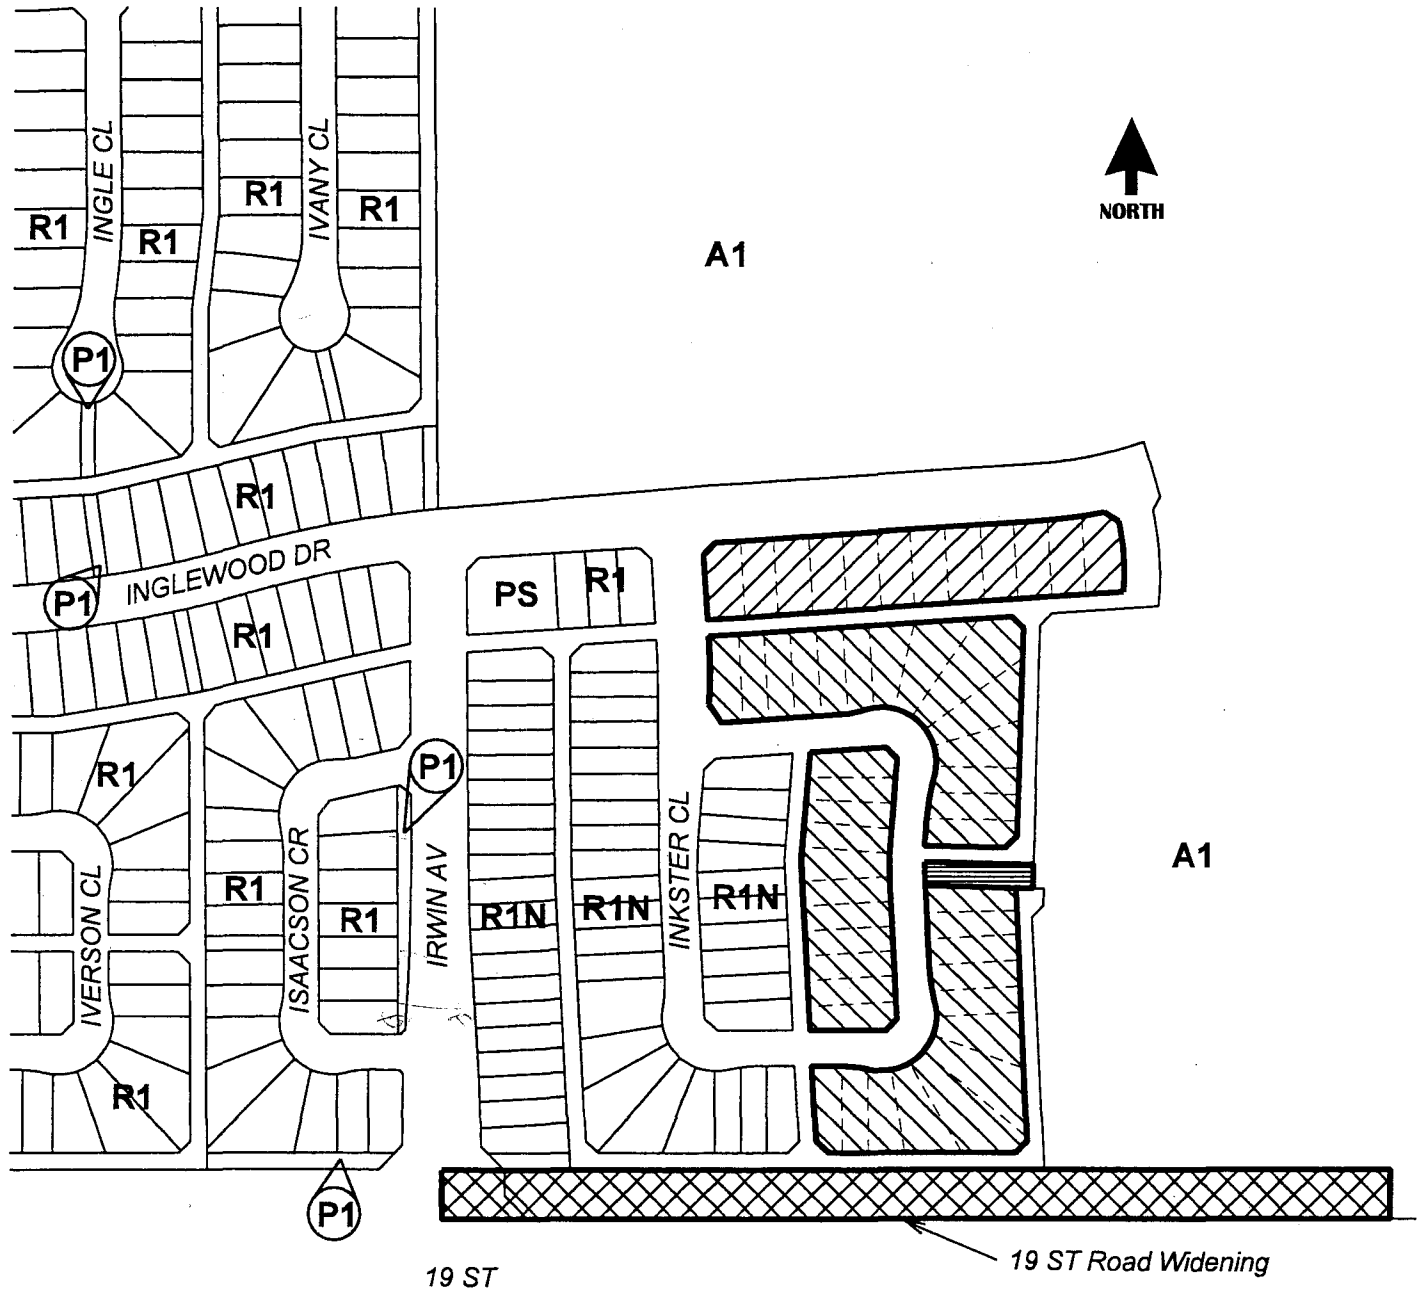 INGLE CL
IVANY CL
NORTH
R1
R1
R1
R1
A1
P1
R1
INGLEWOOD DR
P1
R1
PS
R1
R1
P1
IVERSON CL
R1
ISAACSON CR
R1
IRWIN AV
R1N
R1N
INKSTER CL
R1N
A1
R1
P1
19 ST
19 ST Road Widening